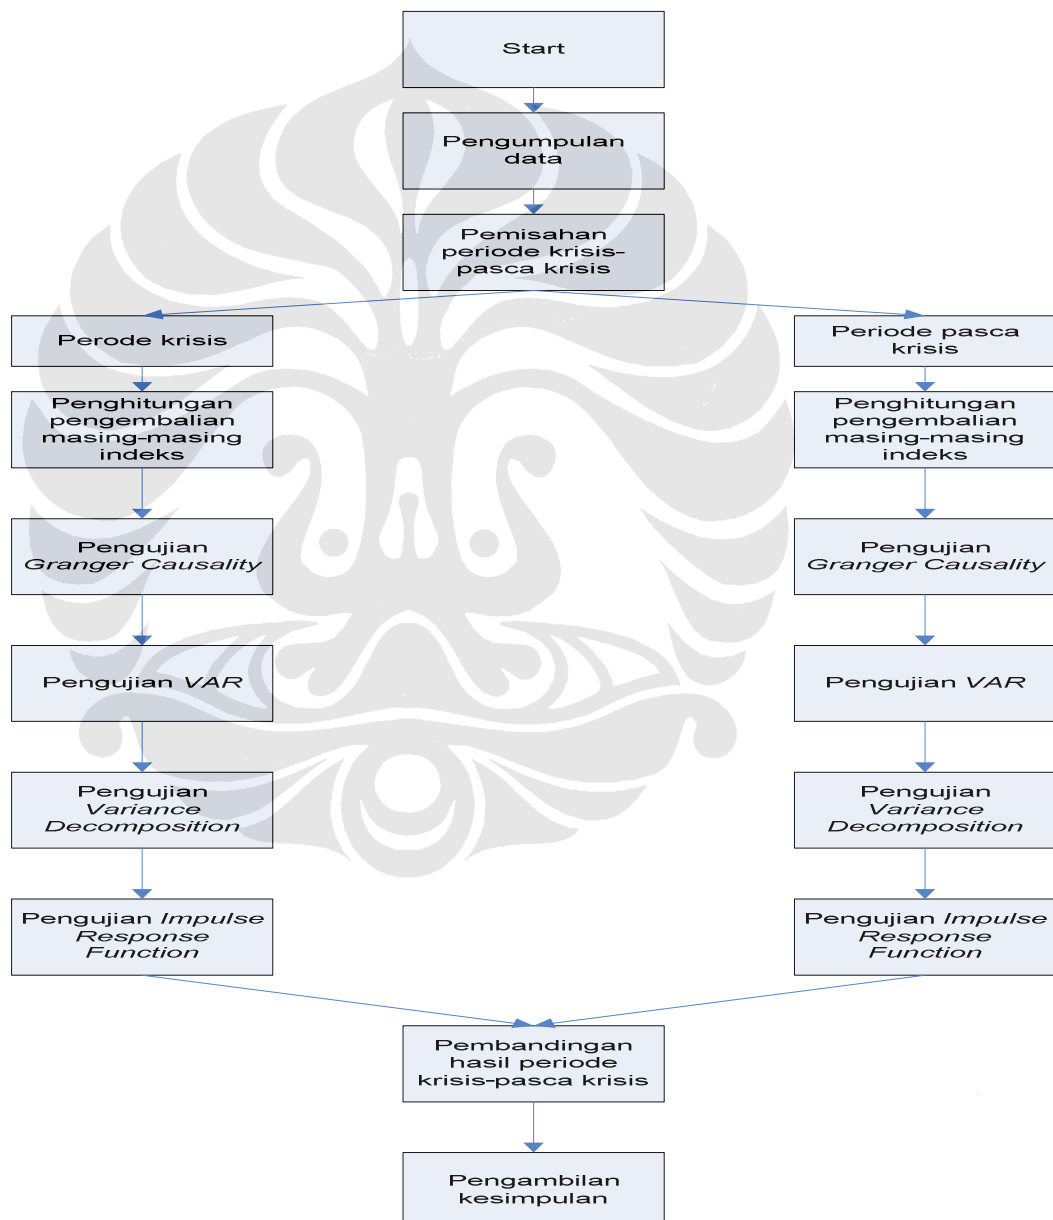 Start
Pengumpulan
data
Pemisahan
periode krisis-
pasca krisis
Perode krisis
Penghitungan
pengembalian
masing-masing
indeks
Pengujian
Granger Causality
Pengujian VAR
Pengujian
Variance
Decomposition
Pengujian Impulse
Response
Function
Periode pasca
krisis
Penghitungan
pengembalian
masing-masing
indeks
Pengujian
Granger Causality
Pengujian VAR
Pengujian
Variance
Decomposition
Pengujian Impulse
Response
Function
Pembandingan
hasil periode
krisis-pasca krisis
Pengambilan
kesimpulan